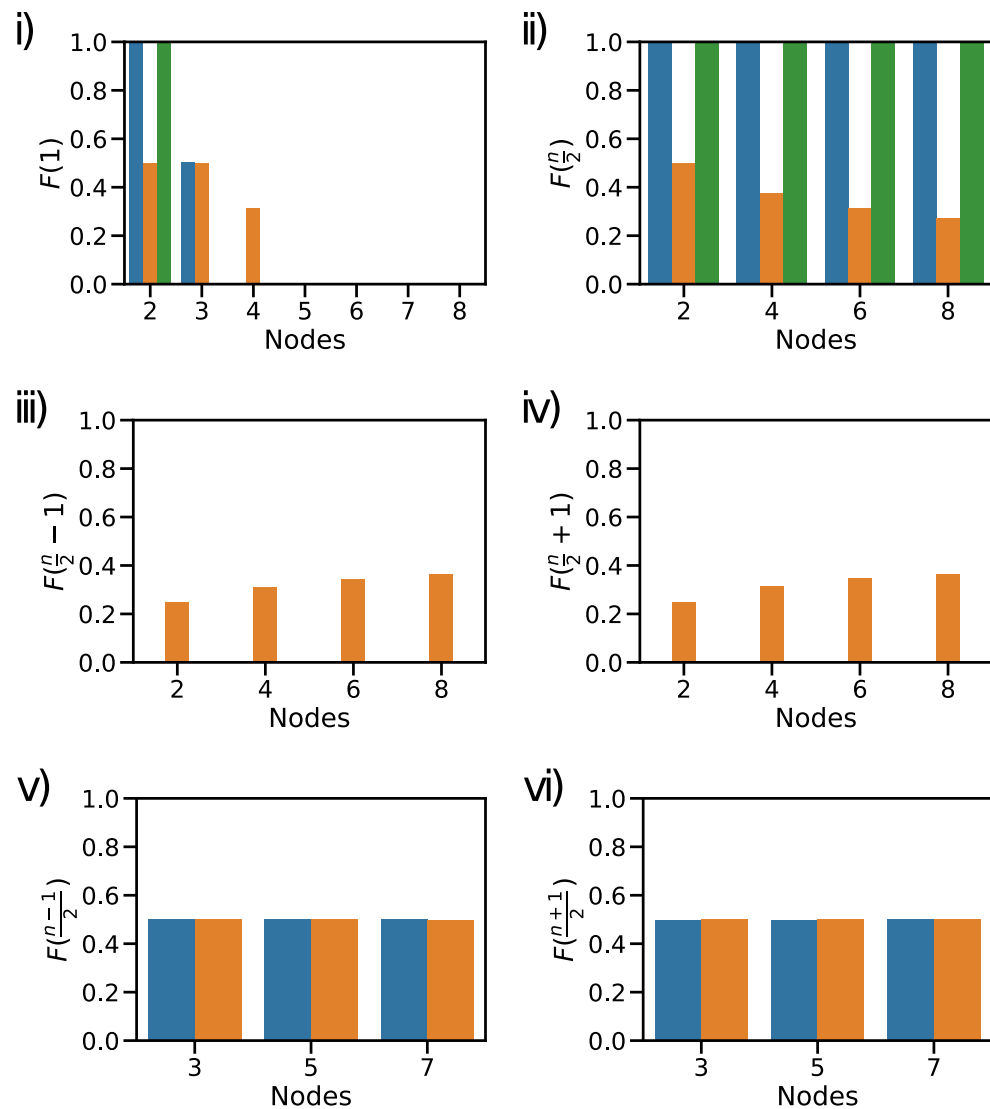 i)
1.0
0.8
0.6
0.4
0.2
0.0
F(1)
2 3 4 5 6 7 8
Nodes
ii)
1.0
0.8
0.6
0.4
0.2
0.0
F(n/2)
2 4 6 8
Nodes
iii)
1.0
0.8
0.6
0.4
0.2
0.0
F(n/2 − 1)
2 4 6 8
Nodes
iv)
1.0
0.8
0.6
0.4
0.2
0.0
F(n/2 + 1)
2 4 6 8
Nodes
v)
1.0
0.8
0.6
0.4
0.2
0.0
F((n−1)/2)
3 5 7
Nodes
vi)
1.0
0.8
0.6
0.4
0.2
0.0
F((n+1)/2)
3 5 7
Nodes